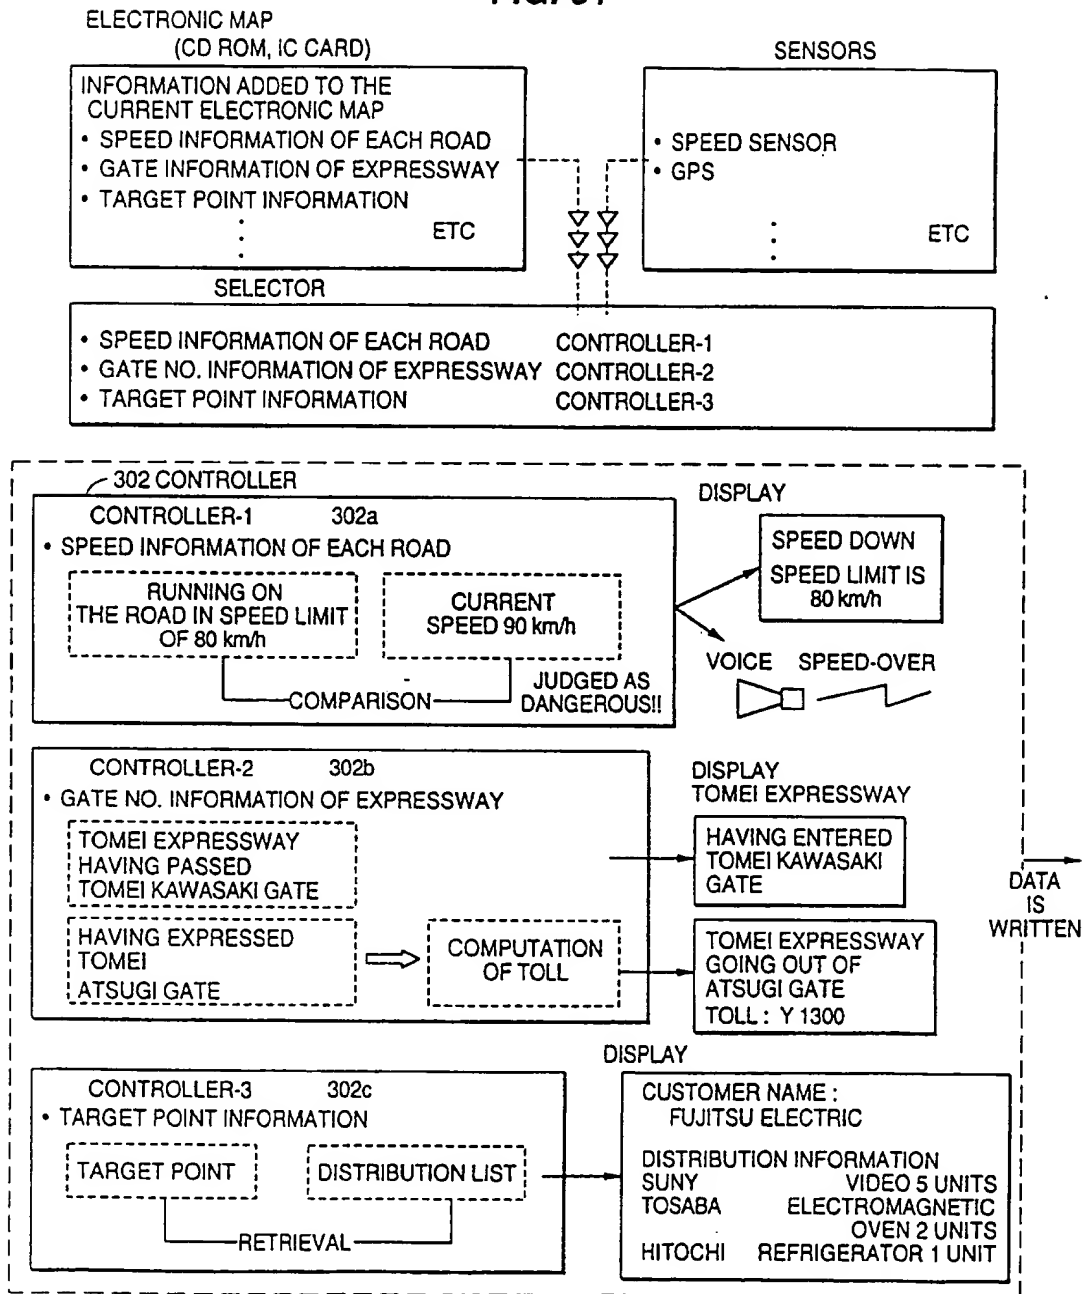 ELECTRONIC MAP
(CD ROM, IC CARD)
INFORMATION ADDED TO THE
CURRENT ELECTRONIC MAP
• SPEED INFORMATION OF EACH ROAD
• GATE INFORMATION OF EXPRESSWAY
• TARGET POINT INFORMATION
ETC
SENSORS
• SPEED SENSOR
• GPS
ETC
SELECTOR
• SPEED INFORMATION OF EACH ROAD CONTROLLER-1
• GATE NO. INFORMATION OF EXPRESSWAY CONTROLLER-2
• TARGET POINT INFORMATION CONTROLLER-3
302 CONTROLLER
CONTROLLER-1 302a
• SPEED INFORMATION OF EACH ROAD
RUNNING ON
THE ROAD IN SPEED LIMIT
OF 80 km/h
CURRENT
SPEED 90 km/h
COMPARISON
JUDGED AS
DANGEROUS!!
DISPLAY
SPEED DOWN
SPEED LIMIT IS
80 km/h
VOICE SPEED-OVER
CONTROLLER-2 302b
• GATE NO. INFORMATION OF EXPRESSWAY
TOMEI EXPRESSWAY
HAVING PASSED
TOMEI KAWASAKI GATE
HAVING EXPRESSED
TOMEI
ATSUGI GATE
COMPUTATION
OF TOLL
DISPLAY
TOMEI EXPRESSWAY
HAVING ENTERED
TOMEI KAWASAKI
GATE
TOMEI EXPRESSWAY
GOING OUT OF
ATSUGI GATE
TOLL : Y 1300
DATA
IS
WRITTEN
CONTROLLER-3 302c
• TARGET POINT INFORMATION
TARGET POINT
DISTRIBUTION LIST
RETRIEVAL
DISPLAY
CUSTOMER NAME :
FUJITSU ELECTRIC
DISTRIBUTION INFORMATION
SUNY VIDEO 5 UNITS
TOSABA ELECTROMAGNETIC
OVEN 2 UNITS
HITOCHI REFRIGERATOR 1 UNIT